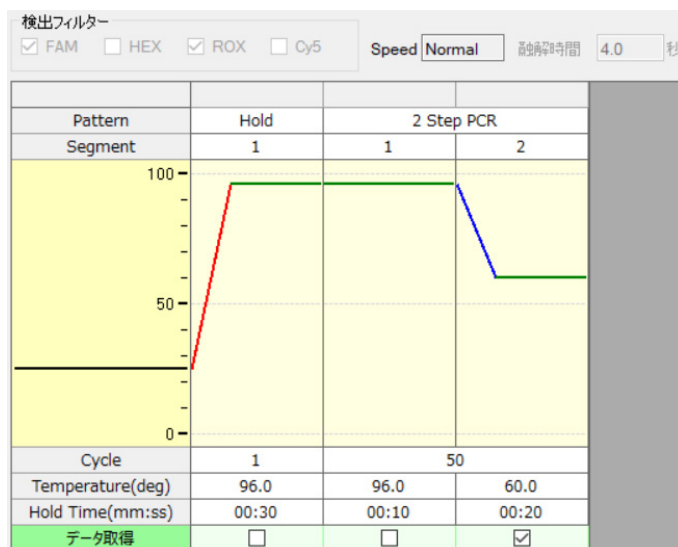 検出フィルター
FAM HEX ROX Cy5 Speed Normal 融解時間 4.0 秒
Pattern Hold 2 Step PCR
Segment 1 1 2
100
50
0
Cycle 1 50
Temperature(deg) 96.0 96.0 60.0
Hold Time(mm:ss) 00:30 00:10 00:20
データ取得